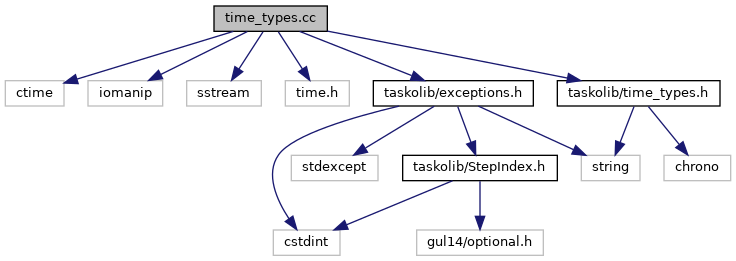 time_types.cc
ctime
iomanip
sstream
time.h
taskolib/exceptions.h
taskolib/time_types.h
stdexcept
taskolib/StepIndex.h
string
chrono
cstdint
gul14/optional.h